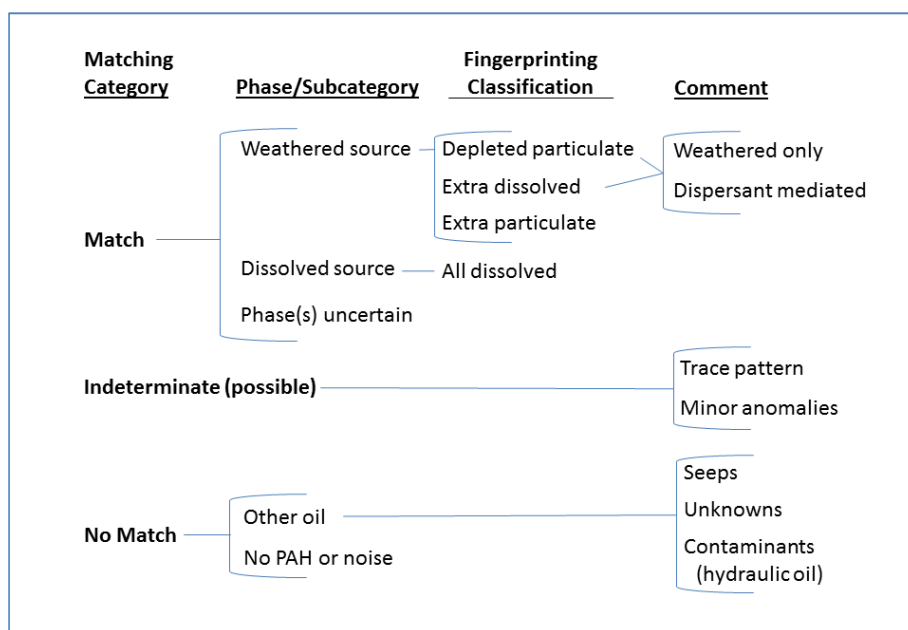 Matching
Category
Phase/Subcategory
Fingerprinting
Classification
Comment
Match
Weathered source
Depleted particulate
Extra dissolved
Extra particulate
Weathered only
Dispersant mediated
Dissolved source
All dissolved
Phase(s) uncertain
Indeterminate (possible)
Trace pattern
Minor anomalies
No Match
Other oil
No PAH or noise
Seeps
Unknowns
Contaminants
(hydraulic oil)